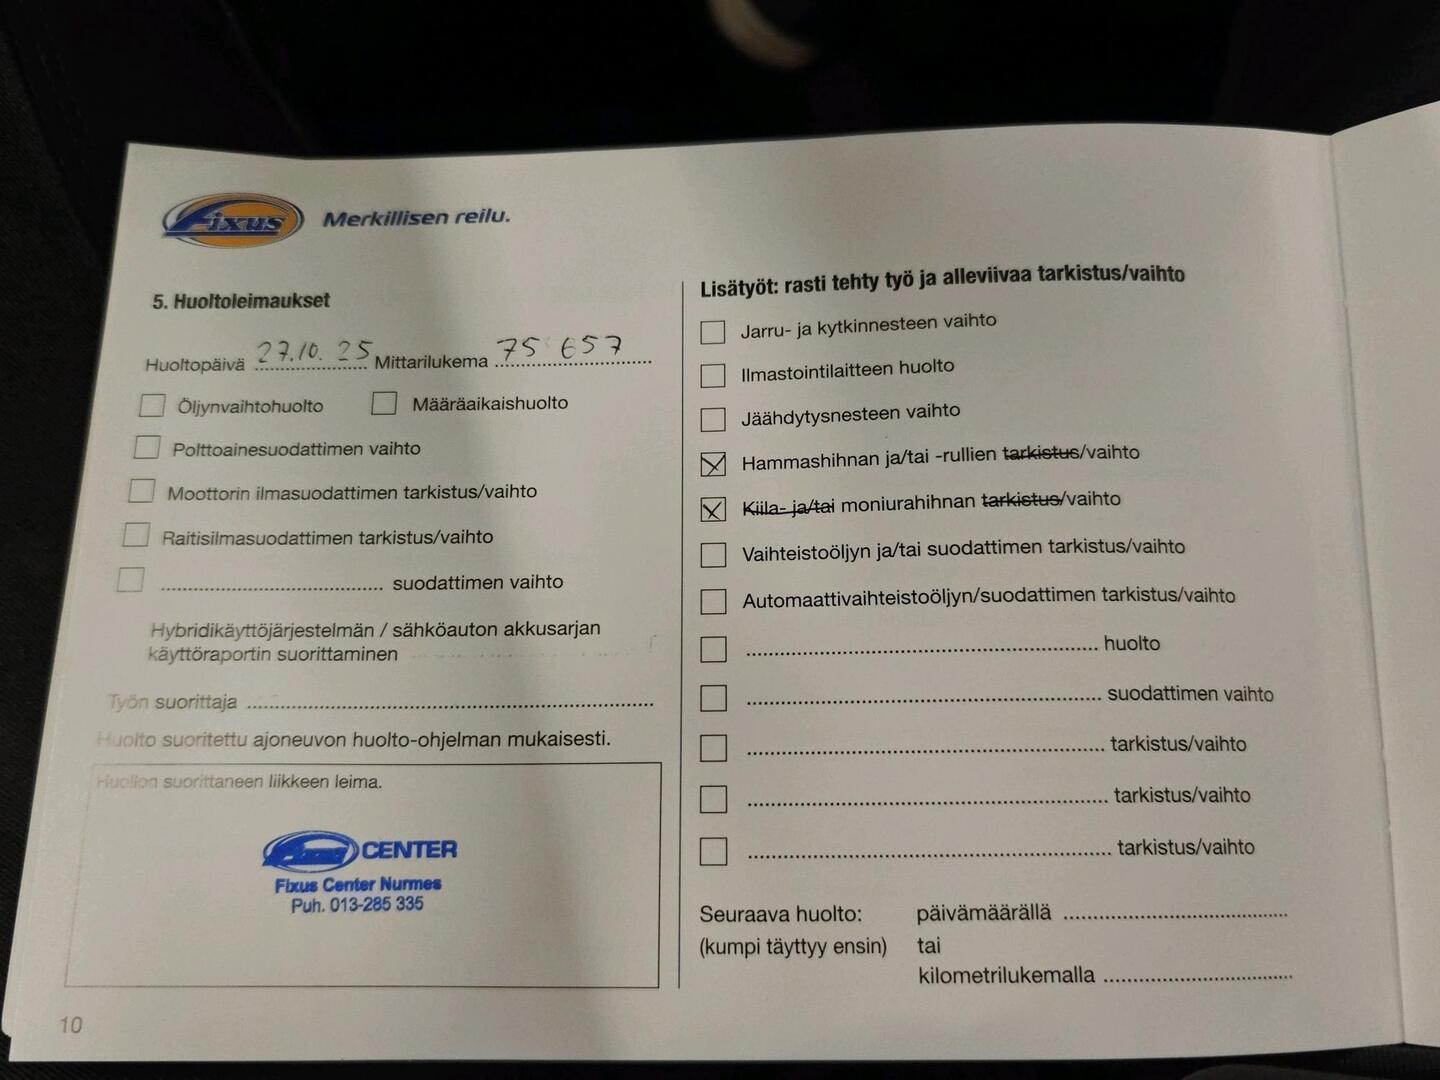 Fixus Merkillisen reilu.
5. Huoltoleimaukset
Huoltopäivä 27.10. 25 Mittarilukema 75 657
Öljynvaihtohuolto Määräaikaishuolto
Polttoainesuodattimen vaihto
Moottorin ilmasuodattimen tarkistus/vaihto
Raitisilmasuodattimen tarkistus/vaihto
suodattimen vaihto
Hybridikäyttöjärjestelmän / sähköauton akkusarjan
käyttöraportin suorittaminen
Työn suorittaja
Huolto suoritettu ajoneuvon huolto-ohjelman mukaisesti.
Huollon suorittaneen liikkeen leima.
Fixus CENTER
Fixus Center Nurmes
Puh. 013-285 335
10
Lisätyöt: rasti tehty työ ja alleviivaa tarkistus/vaihto
Jarru- ja kytkinnesteen vaihto
Ilmastointilaitteen huolto
Jäähdytysnesteen vaihto
Hammashihnan ja/tai -rullien tarkistus/vaihto
Kiila- ja/tai moniurahihnan tarkistus/vaihto
Vaihteistoöljyn ja/tai suodattimen tarkistus/vaihto
Automaattivaihteistoöljyn/suodattimen tarkistus/vaihto
huolto
suodattimen vaihto
tarkistus/vaihto
tarkistus/vaihto
tarkistus/vaihto
Seuraava huolto: päivämäärällä
(kumpi täyttyy ensin) tai
kilometrilukemalla